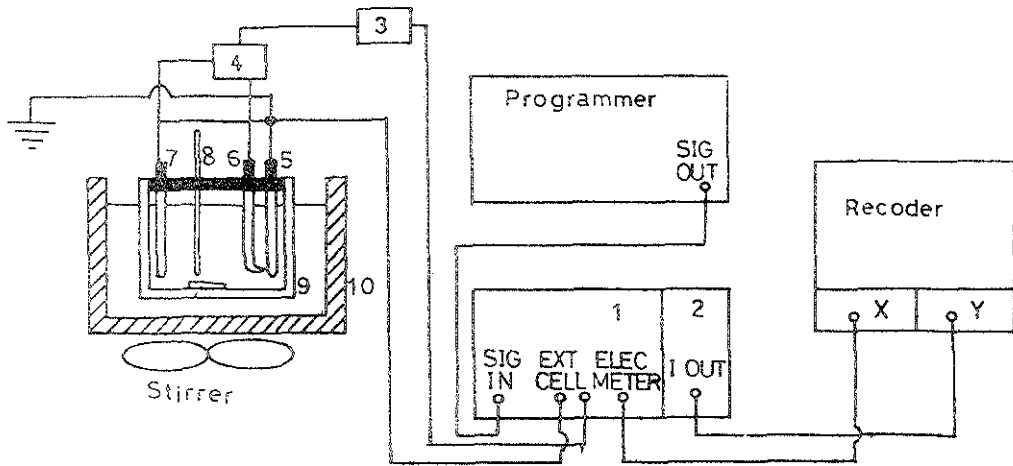 3
4
Programmer
SIG
OUT
7 8 6 5
Recoder
9 10
1 2
X Y
SIG EXT ELEC
IN CELL METER I OUT
Stirrer